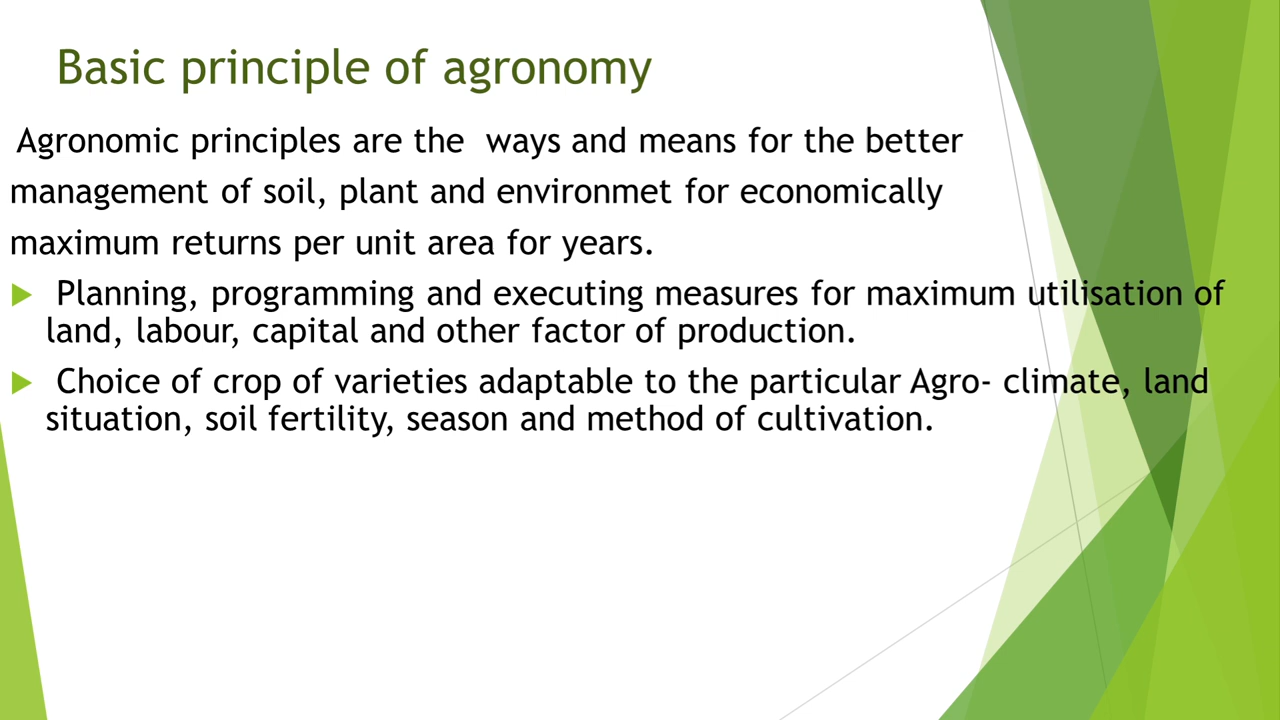 Basic principle of agronomy
Agronomic principles are the  ways and means for the better
management of soil, plant and environmet for economically
maximum returns per unit area for years.
Planning, programming and executing measures for maximum utilisation of
land, labour, capital and other factor of production.
Choice of crop of varieties adaptable to the particular Agro- climate, land
situation, soil fertility, season and method of cultivation.